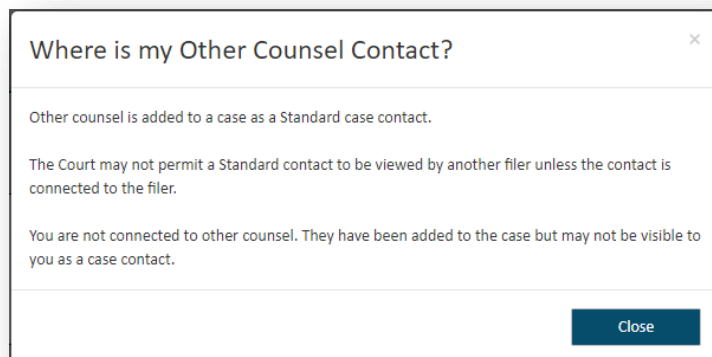 Where is my Other Counsel Contact?
×
Other counsel is added to a case as a Standard case contact.
The Court may not permit a Standard contact to be viewed by another filer unless the contact is
connected to the filer.
You are not connected to other counsel. They have been added to the case but may not be visible to
you as a case contact.
Close